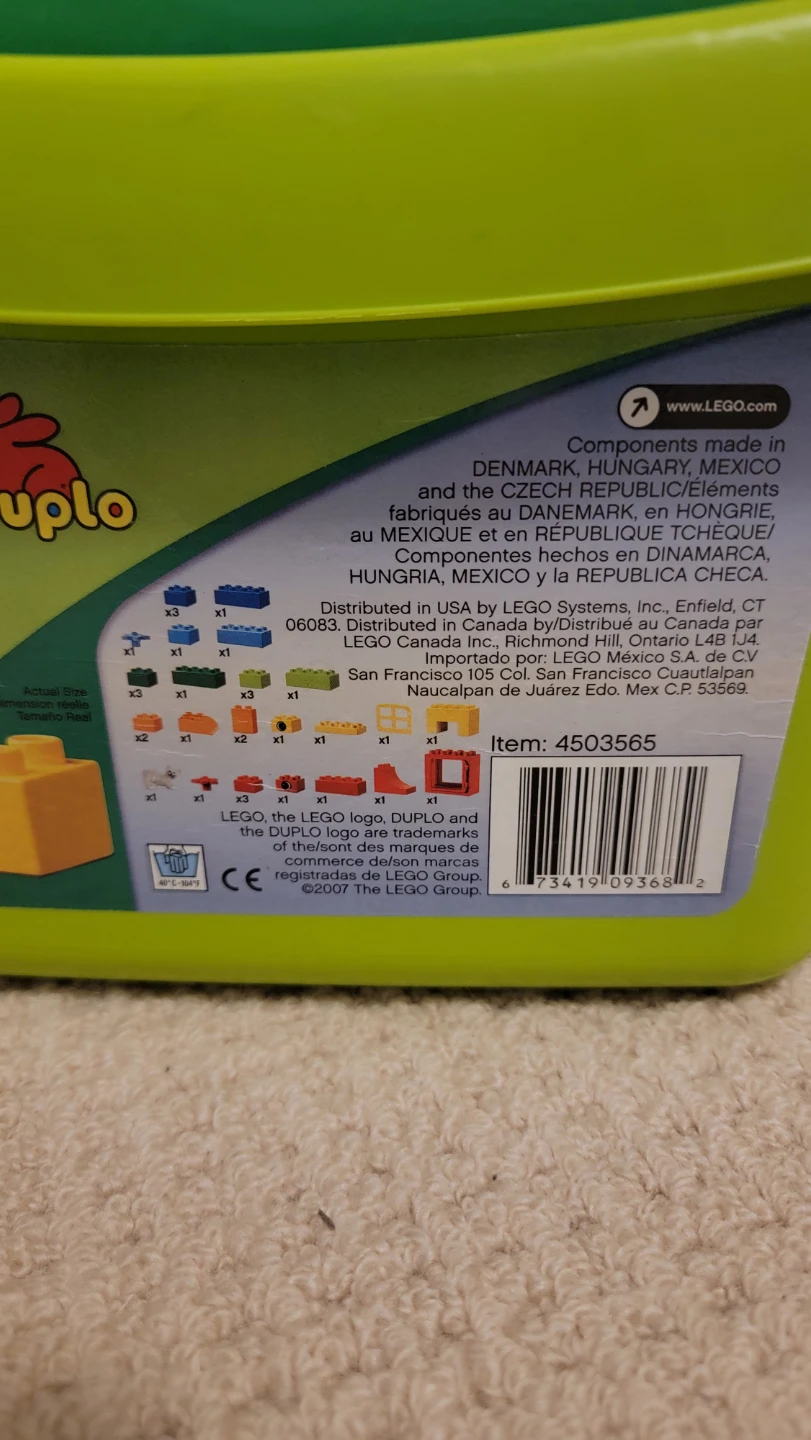 www.LEGO.com
Components made in
DENMARK, HUNGARY, MEXICO
and the CZECH REPUBLIC/Éléments
fabriqués au DANEMARK, en HONGRIE,
au MEXIQUE et en RÉPUBLIQUE TCHÈQUE/
Componentes hechos en DINAMARCA,
HUNGRIA, MEXICO y la REPUBLICA CHECA.
uplo
Distributed in USA by LEGO Systems, Inc., Enfield, CT
06083. Distributed in Canada by/Distribué au Canada par
LEGO Canada Inc., Richmond Hill, Ontario L4B 1J4.
Importado por: LEGO México S.A. de C.V
San Francisco 105 Col. San Francisco Cuautlalpan
Naucalpan de Juárez Edo. Mex C.P. 53569.
x3 x1
x1 x1 x1
x3 x1 x3 x1
x2 x1 x2 x1 x1 x1 x1
x1 x1 x3 x1 x1 x1 x1
Actual Size
imension réelle
Tamaño Real
Item: 4503565
LEGO, the LEGO logo, DUPLO and
the DUPLO logo are trademarks
of the/sont des marques de
commerce de/son marcas
registradas de LEGO Group.
©2007 The LEGO Group.
40°C-104°F
CE
6 73419 09368 2